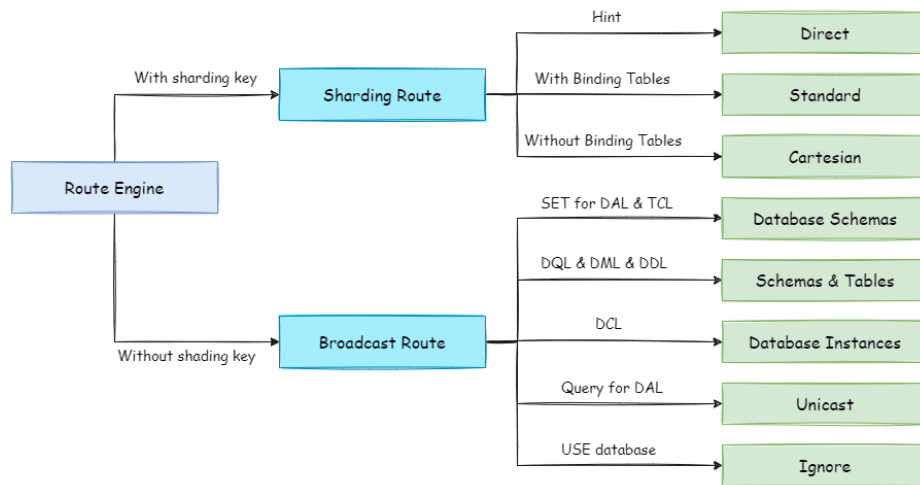 Hint
Direct
With sharding key
With Binding Tables
Sharding Route
Standard
Without Binding Tables
Cartesian
Route Engine
SET for DAL & TCL
Database Schemas
DQL & DML & DDL
Schemas & Tables
Without shading key
Broadcast Route
DCL
Database Instances
Query for DAL
Unicast
USE database
Ignore